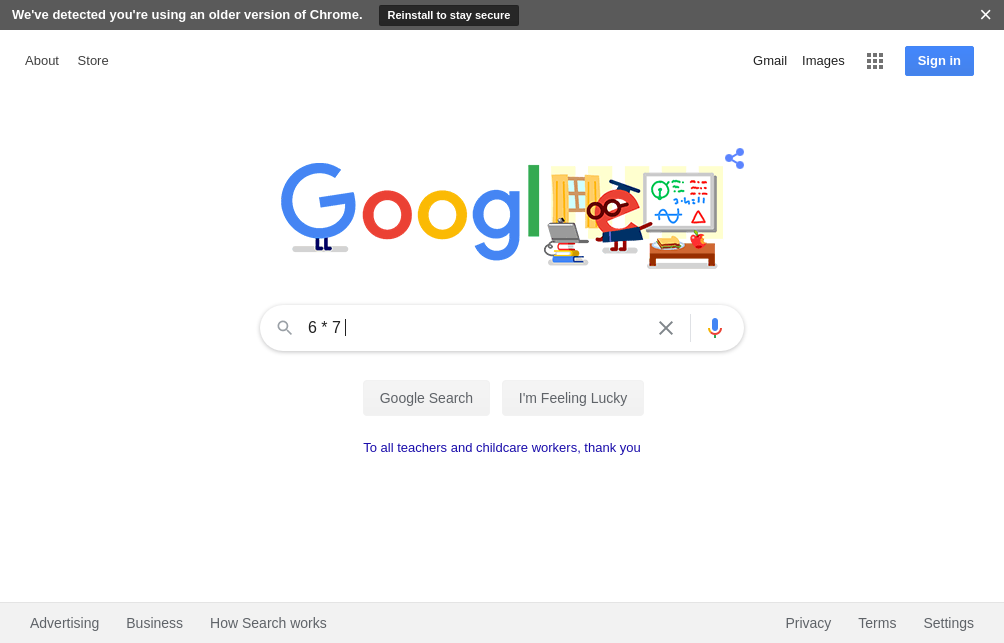 We've detected you're using an older version of Chrome. Reinstall to stay secure
About Store Gmail Images Sign in
Google
6 * 7
Google Search I'm Feeling Lucky
To all teachers and childcare workers, thank you
Advertising Business How Search works Privacy Terms Settings